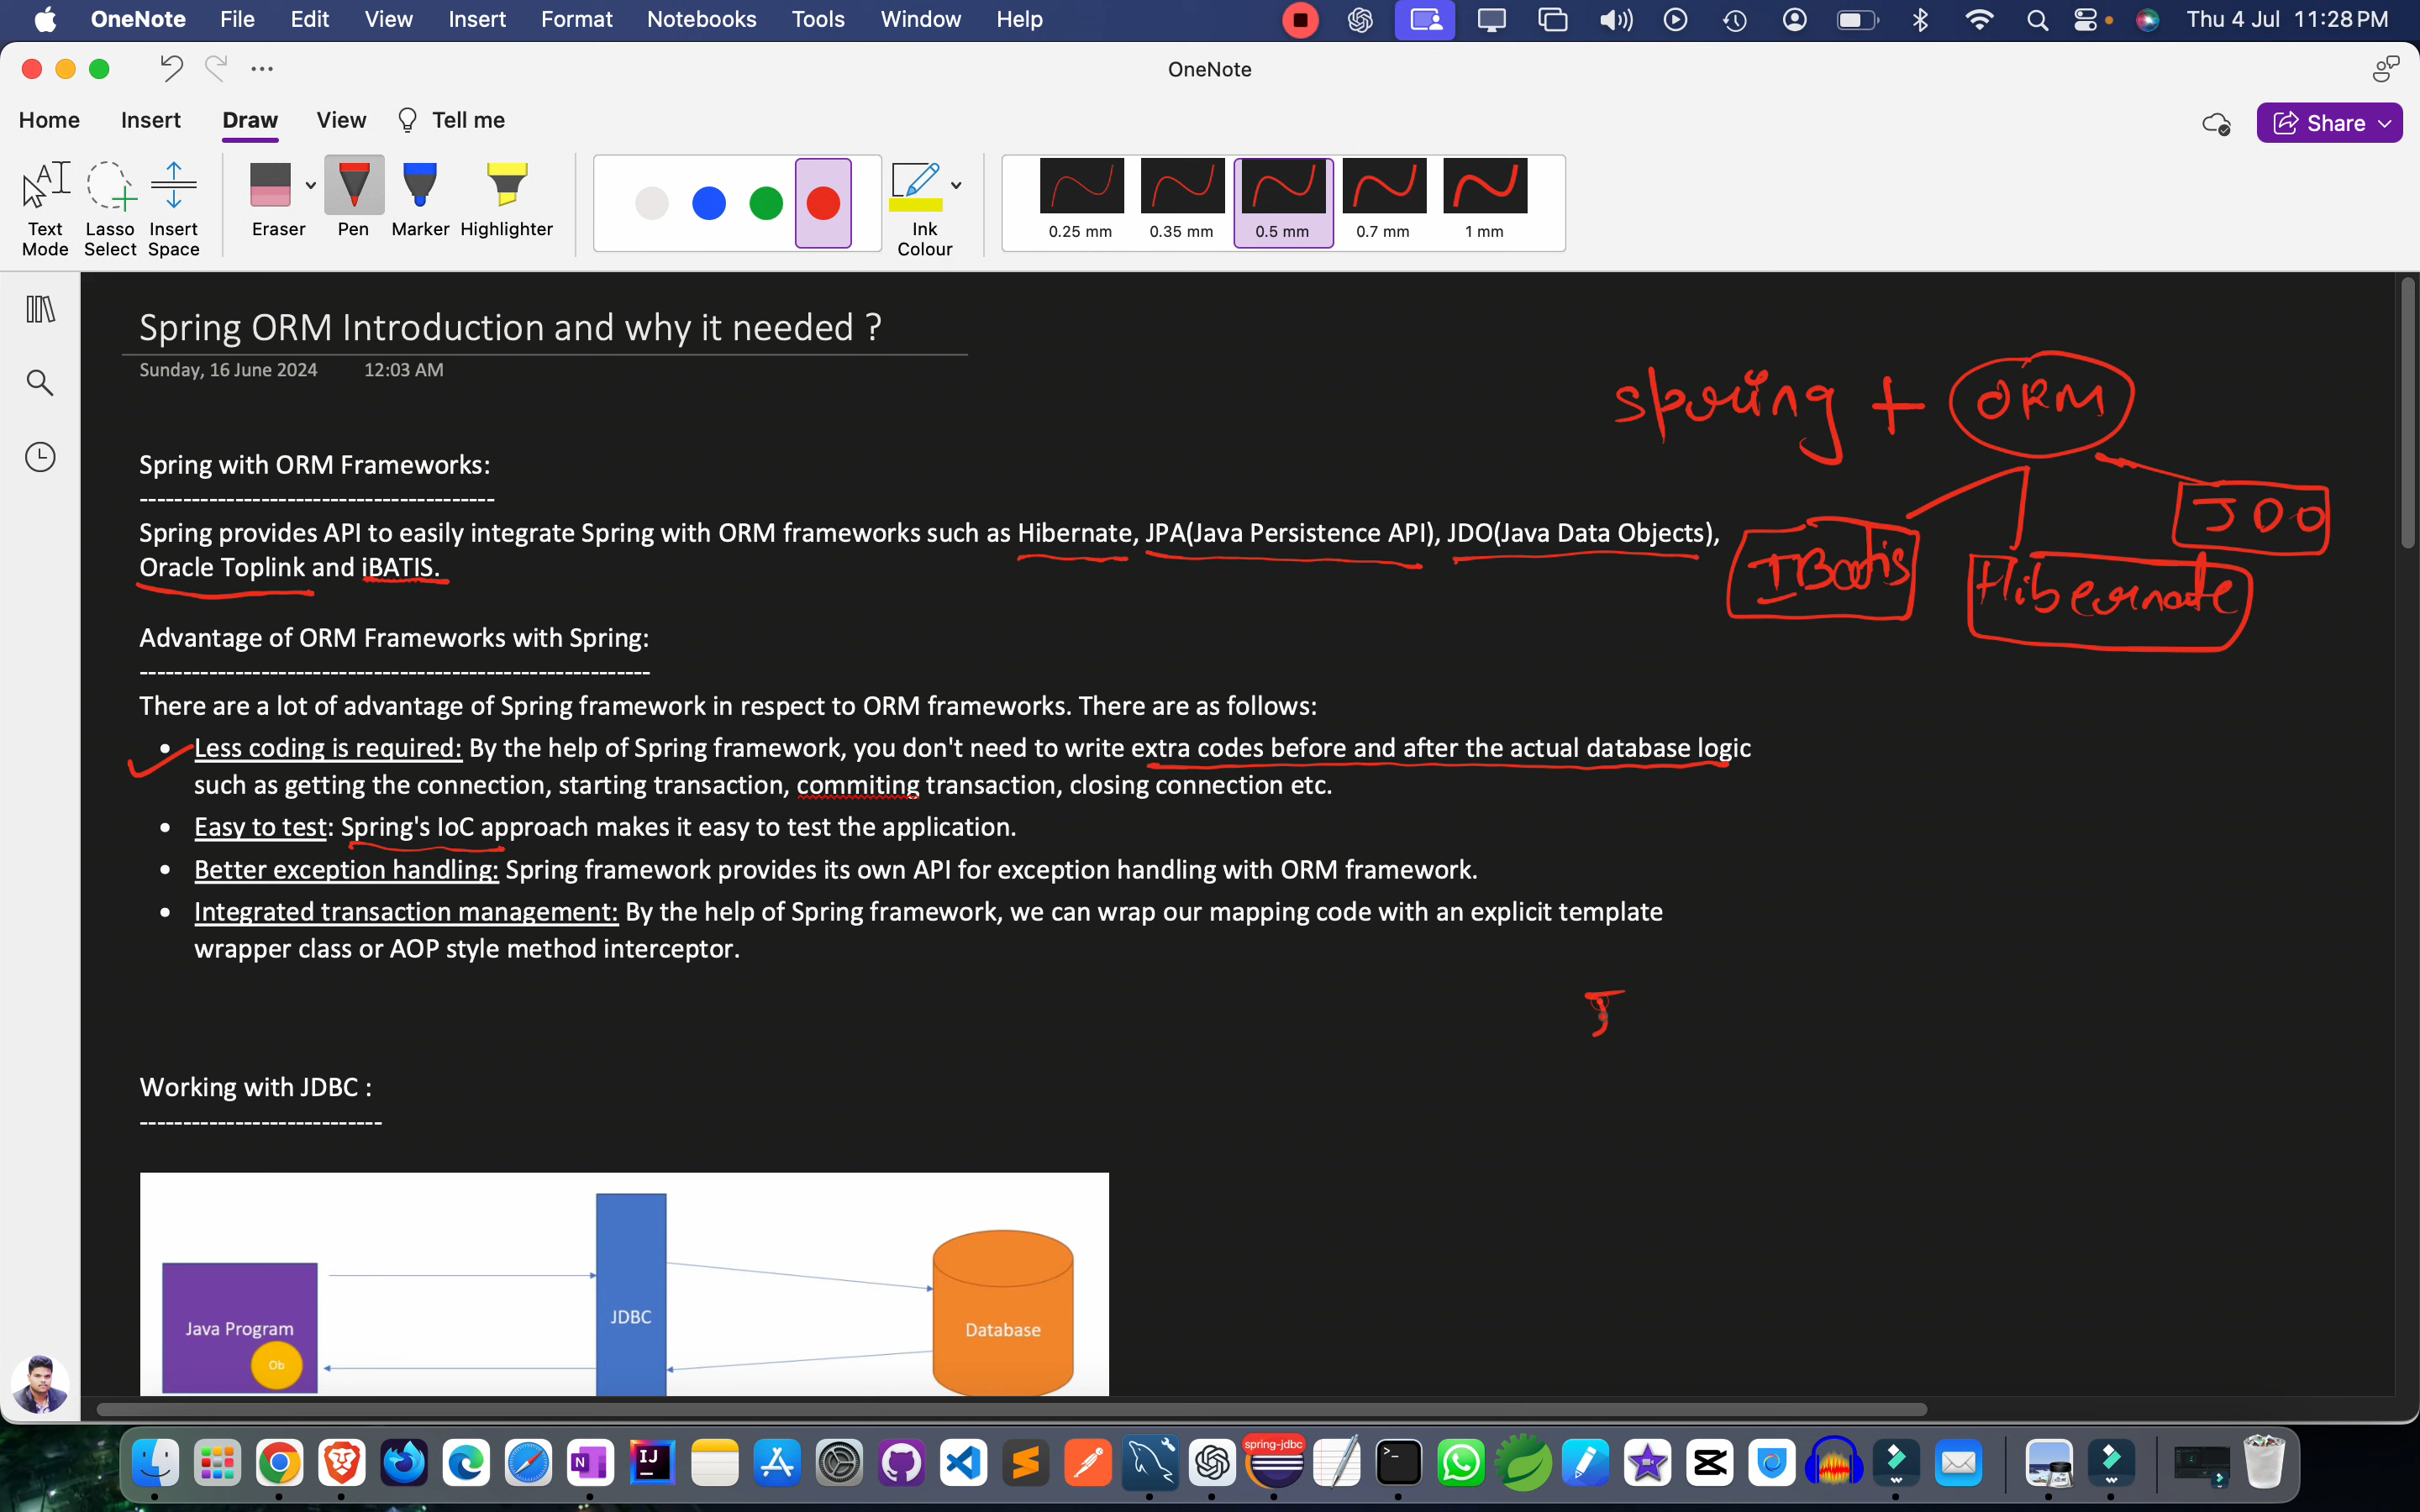 OneNote File Edit View Insert Format Notebooks Tools Window Help Thu 4 Jul 11:28 PM
OneNote
Home Insert Draw View Tell me Share
Text Mode
Lasso Select
Insert Space
Eraser Pen Marker Highlighter
Ink Colour
0.25 mm 0.35 mm 0.5 mm 0.7 mm 1 mm
Spring ORM Introduction and why it needed ?
Sunday, 16 June 2024 12:03 AM
spring + ORM
IBatis
Hibernate
JDO
Spring with ORM Frameworks:
----------------------------------------
Spring provides API to easily integrate Spring with ORM frameworks such as Hibernate, JPA(Java Persistence API), JDO(Java Data Objects),
Oracle Toplink and iBATIS.
Advantage of ORM Frameworks with Spring:
----------------------------------------------------------
There are a lot of advantage of Spring framework in respect to ORM frameworks. There are as follows:
• Less coding is required: By the help of Spring framework, you don't need to write extra codes before and after the actual database logic
such as getting the connection, starting transaction, commiting transaction, closing connection etc.
• Easy to test: Spring's IoC approach makes it easy to test the application.
• Better exception handling: Spring framework provides its own API for exception handling with ORM framework.
• Integrated transaction management: By the help of Spring framework, we can wrap our mapping code with an explicit template
wrapper class or AOP style method interceptor.
J
Working with JDBC :
----------------------------
Java Program
Ob
JDBC
Database
spring-jdbc